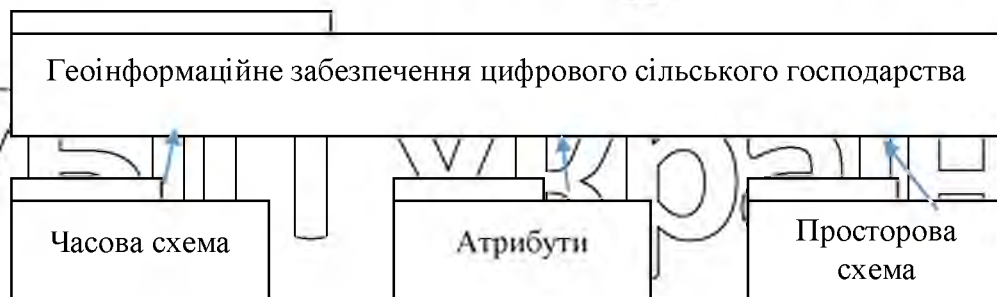 Геоінформаційне забезпечення цифрового сільського господарства
Часова схема
Атрибути
Просторова
схема